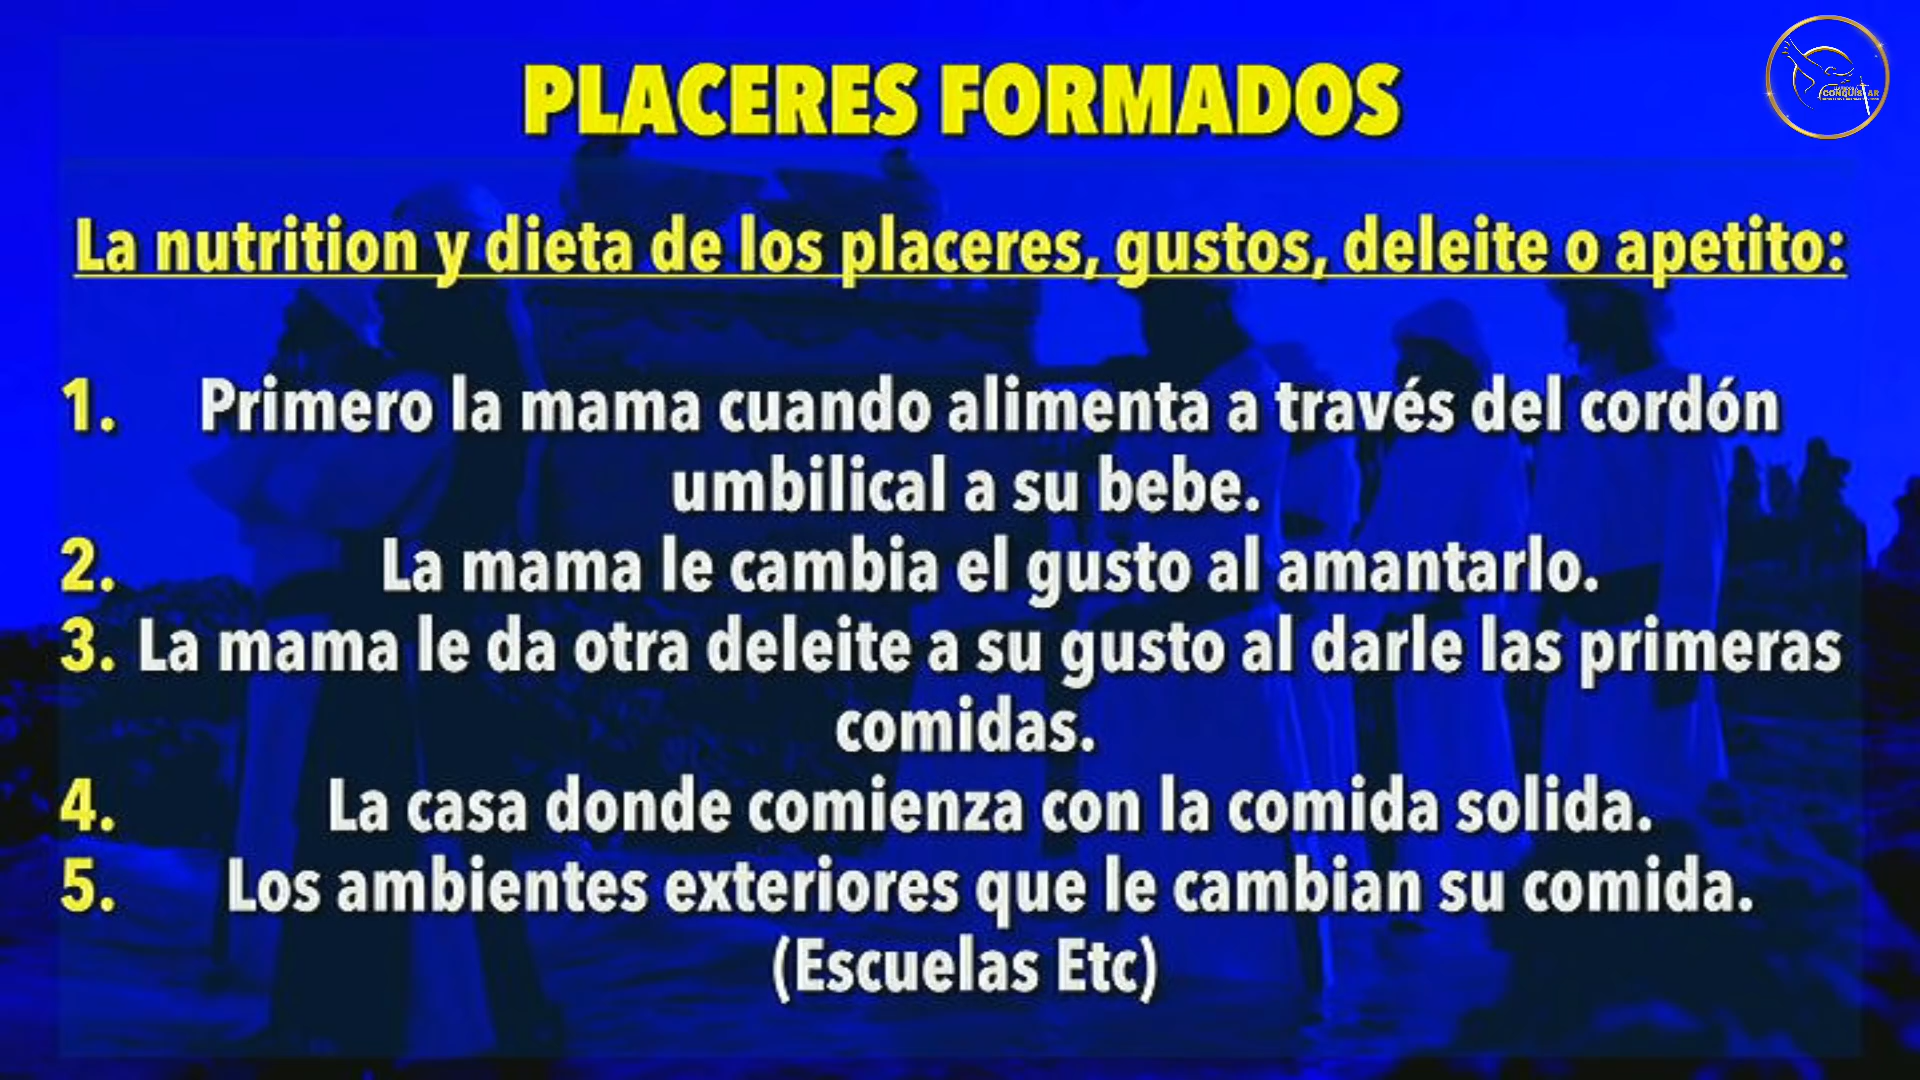 PLACERES FORMADOS
CONQUISTAR
La nutrition y dieta de los placeres, gustos, deleite o apetito:
1. Primero la mama cuando alimenta a través del cordón
umbilical a su bebe.
2. La mama le cambia el gusto al amantarlo.
3. La mama le da otra deleite a su gusto al darle las primeras
comidas.
4. La casa donde comienza con la comida solida.
5. Los ambientes exteriores que le cambian su comida.
(Escuelas Etc)